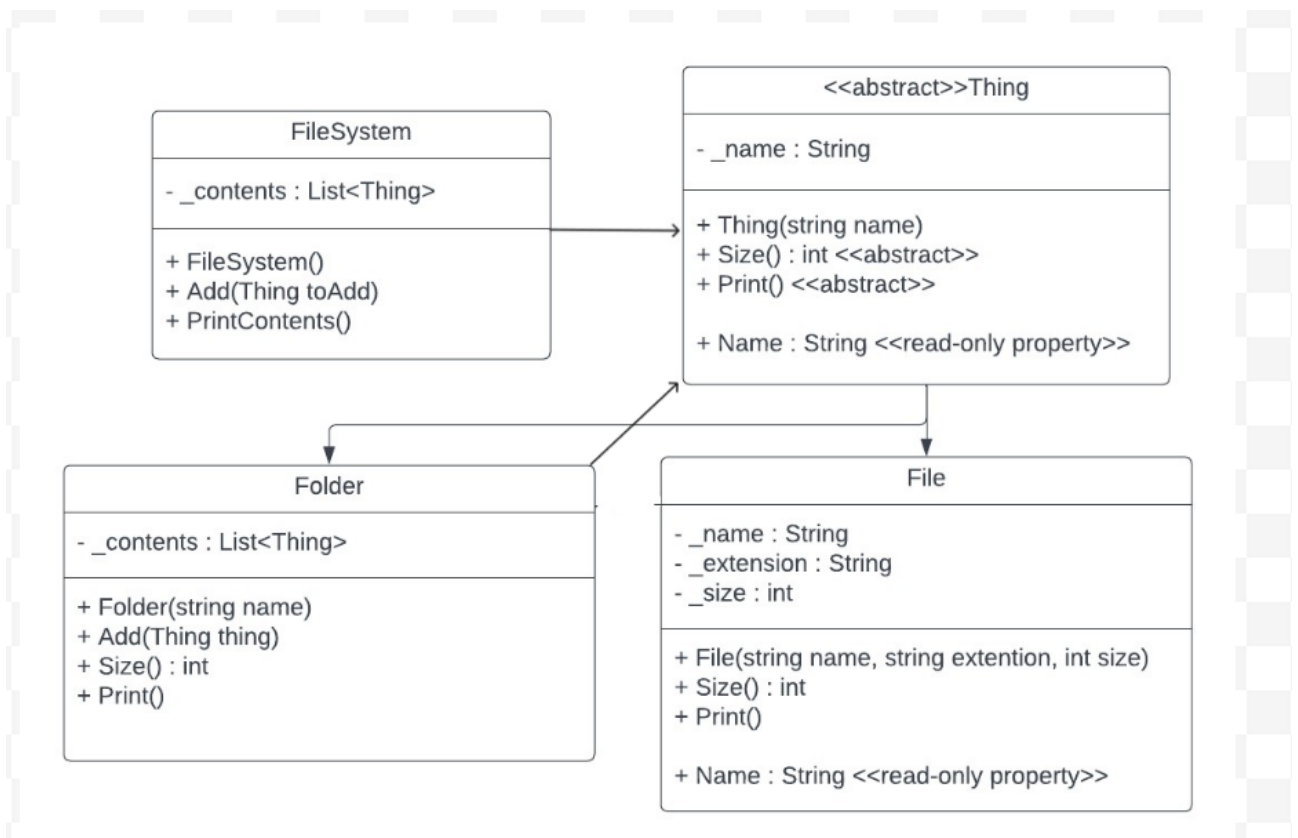 FileSystem
- _contents : List<Thing>
+ FileSystem()
+ Add(Thing toAdd)
+ PrintContents()
<<abstract>>Thing
- _name : String
+ Thing(string name)
+ Size() : int <<abstract>>
+ Print() <<abstract>>
+ Name : String <<read-only property>>
Folder
- _contents : List<Thing>
+ Folder(string name)
+ Add(Thing thing)
+ Size() : int
+ Print()
File
- _name : String
- _extension : String
- _size : int
+ File(string name, string extention, int size)
+ Size() : int
+ Print()
+ Name : String <<read-only property>>